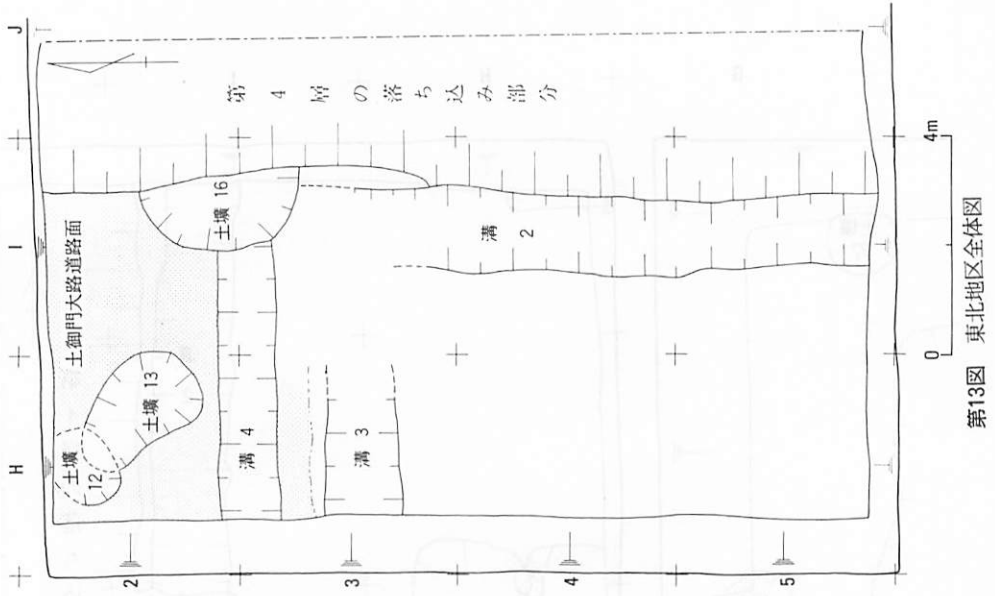 J
I
H
2
3
4
5
第4層の落ち込み部分
土御門大路道路面
土壙 16
土壙 13
土壙
12
溝 4
溝 3
溝 2
0
4m
第13図 東北地区全体図